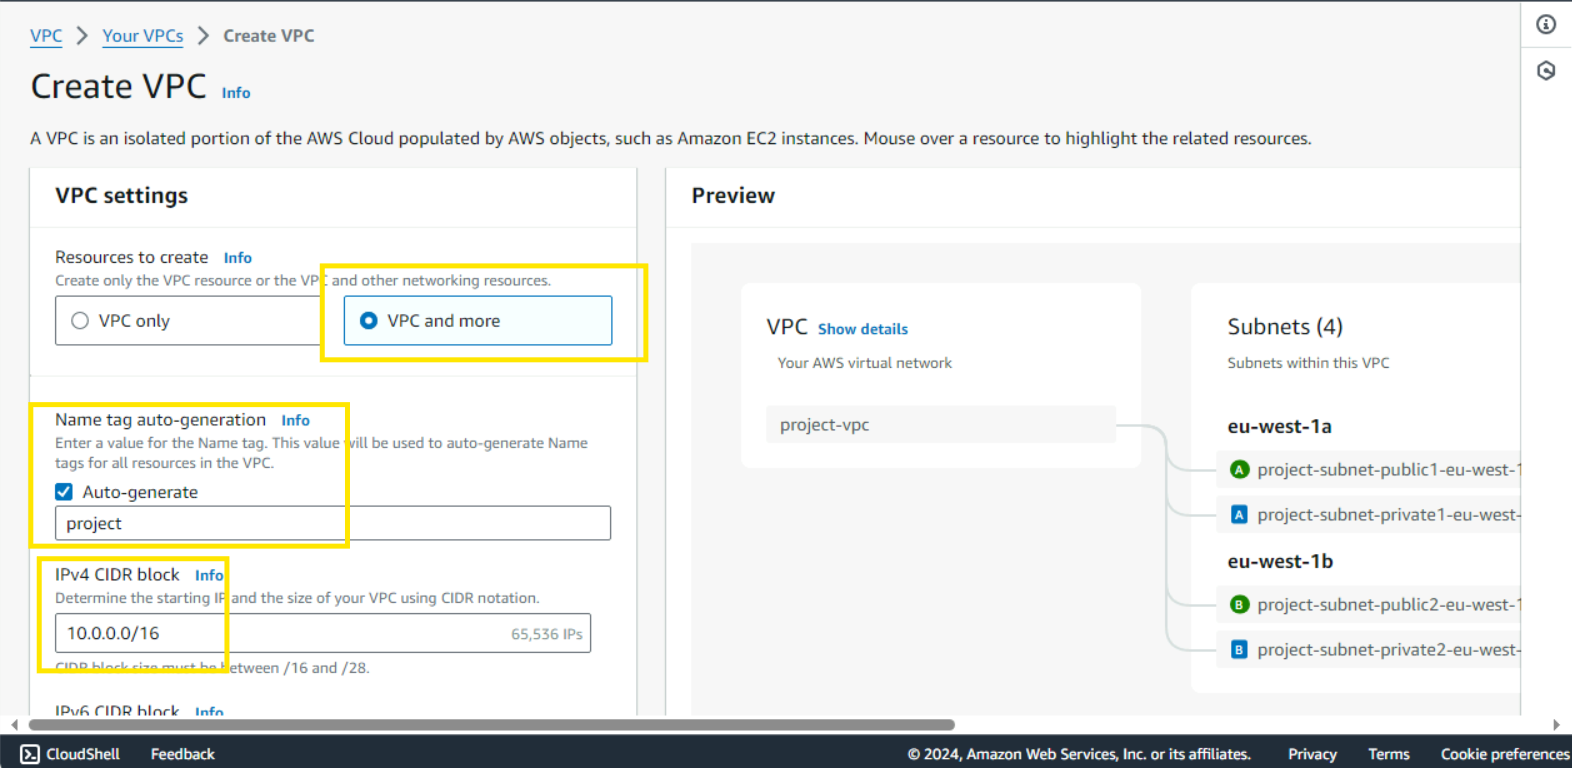 VPC > Your VPCs > Create VPC
Create VPC Info
A VPC is an isolated portion of the AWS Cloud populated by AWS objects, such as Amazon EC2 instances. Mouse over a resource to highlight the related resources.
VPC settings
Resources to create Info
Create only the VPC resource or the VPC and other networking resources.
VPC only
VPC and more
Name tag auto-generation Info
Enter a value for the Name tag. This value will be used to auto-generate Name
tags for all resources in the VPC.
Auto-generate
project
IPv4 CIDR block Info
Determine the starting IP and the size of your VPC using CIDR notation.
10.0.0.0/16 65,536 IPs
CIDR block size must be between /16 and /28.
IPv6 CIDR block Info
Preview
VPC Show details
Your AWS virtual network
project-vpc
Subnets (4)
Subnets within this VPC
eu-west-1a
A project-subnet-public1-eu-west-1
A project-subnet-private1-eu-west-
eu-west-1b
B project-subnet-public2-eu-west-1
B project-subnet-private2-eu-west-
CloudShell Feedback © 2024, Amazon Web Services, Inc. or its affiliates. Privacy Terms Cookie preferences